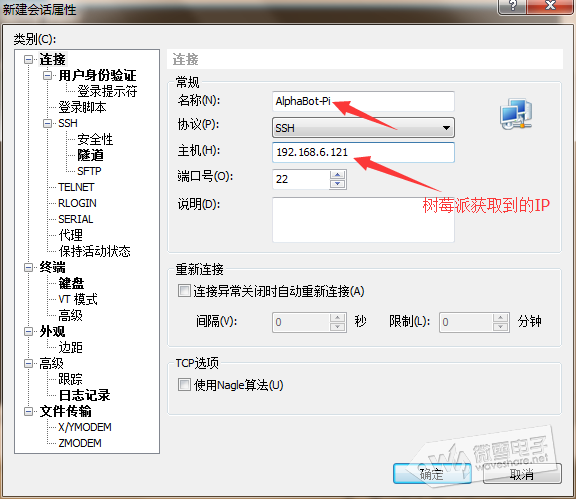 新建会话属性
类别(C):
连接
用户身份验证
登录提示符
登录脚本
SSH
安全性
隧道
SFTP
TELNET
RLOGIN
SERIAL
代理
保持活动状态
终端
键盘
VT 模式
高级
外观
边距
高级
跟踪
日志记录
文件传输
X/YMODEM
ZMODEM
连接
常规
名称(N): AlphaBot-Pi
协议(P): SSH
主机(H): 192.168.6.121
端口号(O): 22
树莓派获取到的IP
说明(D):
重新连接
连接异常关闭时自动重新连接(A)
间隔(V): 0 秒 限制(L): 0 分钟
TCP选项
使用Nagle算法(U)
微雪电子
waveshare.net
确定 取消